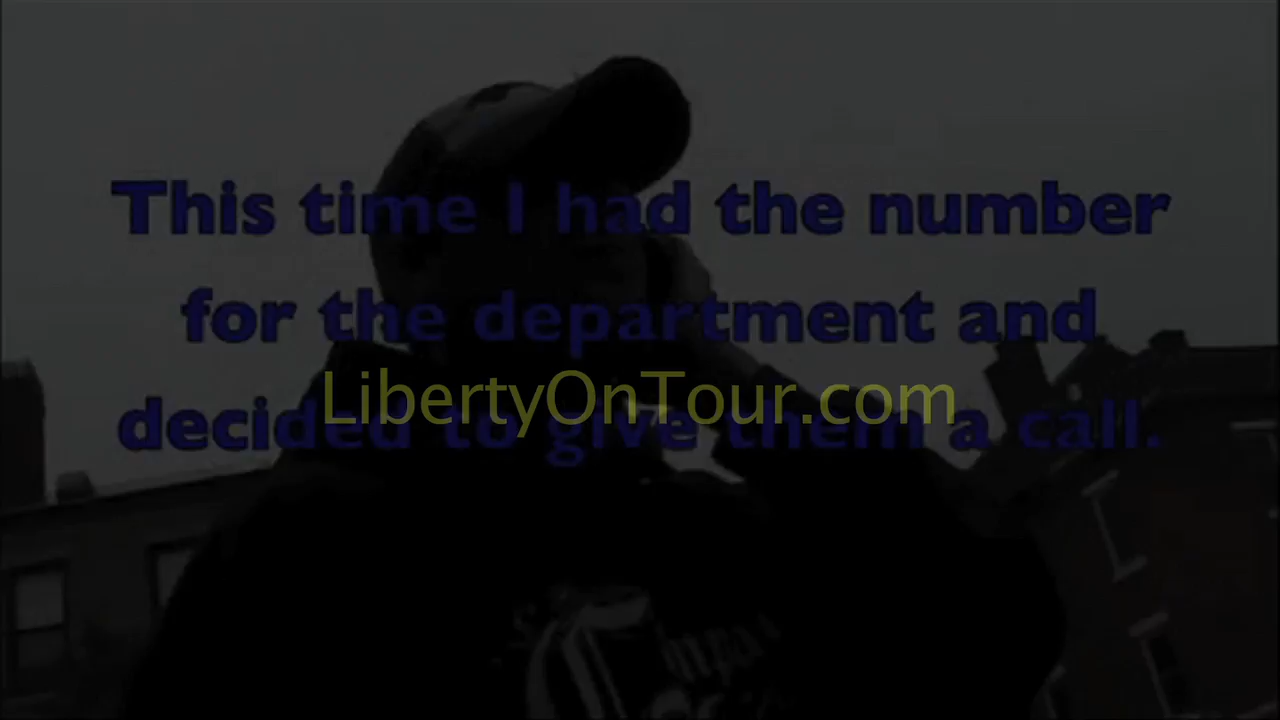 This time I had the number
for the department and
LibertyOnTour.com
decided to give them a call.